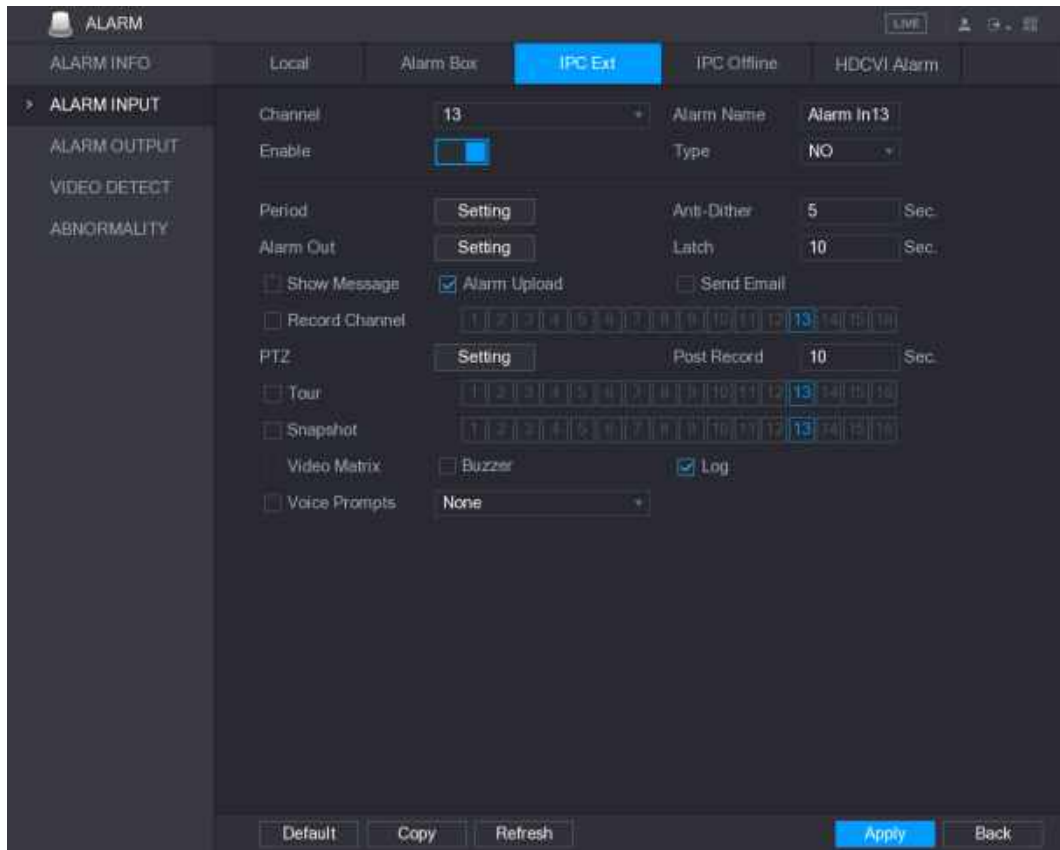 ALARM
LIVE
ALARM INFO
ALARM INPUT
ALARM OUTPUT
VIDEO DETECT
ABNORMALITY
Local Alarm Box IPC Ext IPC Offline HDCVI Alarm
Channel 13 Alarm Name Alarm In13
Enable Type NO
Period Setting Anti-Dither 5 Sec.
Alarm Out Setting Latch 10 Sec.
Show Message Alarm Upload Send Email
Record Channel 1 2 3 4 5 6 7 8 9 10 11 12 13 14 15 16
PTZ Setting Post Record 10 Sec.
Tour 1 2 3 4 5 6 7 8 9 10 11 12 13 14 15 16
Snapshot 1 2 3 4 5 6 7 8 9 10 11 12 13 14 15 16
Video Matrix Buzzer Log
Voice Prompts None
Default Copy Refresh Apply Back